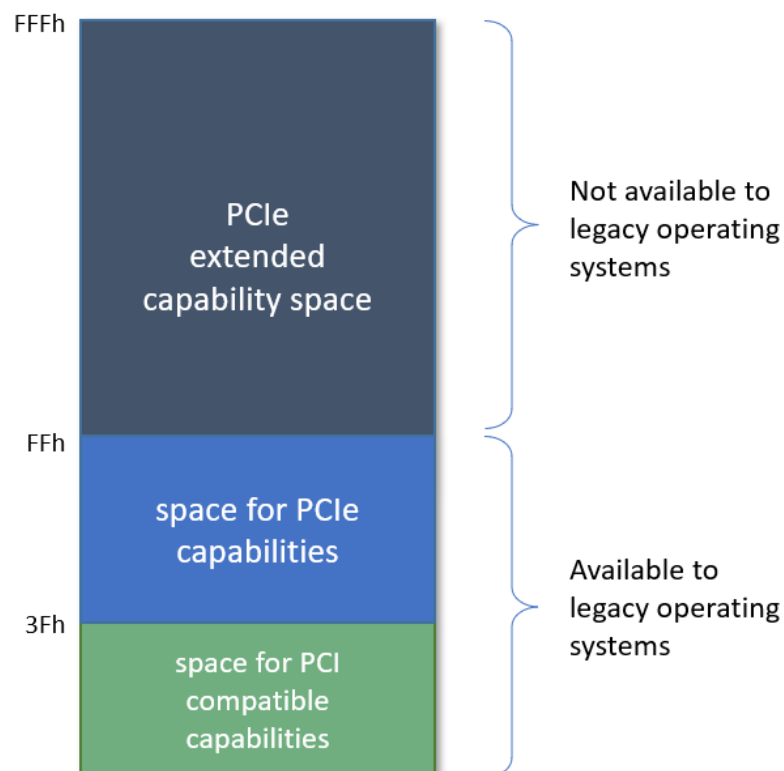 FFFh
PCIe
extended
capability space
Not available to
legacy operating
systems
FFh
space for PCIe
capabilities
Available to
legacy operating
systems
3Fh
space for PCI
compatible
capabilities